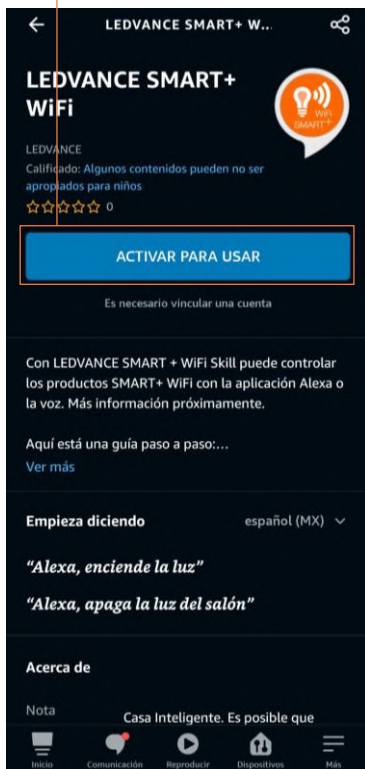 LEDVANCE SMART+ W...
LEDVANCE SMART+
WiFi
WiFi
SMART+
LEDVANCE
Calificado: Algunos contenidos pueden no ser
apropiados para niños
0
ACTIVAR PARA USAR
Es necesario vincular una cuenta
Con LEDVANCE SMART + WiFi Skill puede controlar
los productos SMART+ WiFi con la aplicación Alexa o
la voz. Más información próximamente.
Aquí está una guía paso a paso:...
Ver más
Empieza diciendo español (MX)
“Alexa, enciende la luz”
“Alexa, apaga la luz del salón”
Acerca de
Nota Casa Inteligente. Es posible que
Inicio Comunicación Reproducir Dispositivos Más